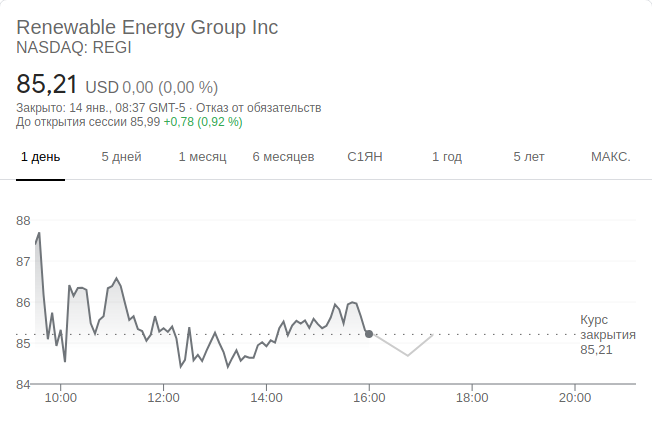 Renewable Energy Group Inc
NASDAQ: REGI
85,21 USD 0,00 (0,00 %)
Закрыто: 14 янв., 08:37 GMT-5 · Отказ от обязательств
До открытия сессии 85,99 +0,78 (0,92 %)
1 день 5 дней 1 месяц 6 месяцев С1ЯН 1 год 5 лет МАКС.
88
87
86
85
84
Курс
закрытия
85,21
10:00 12:00 14:00 16:00 18:00 20:00